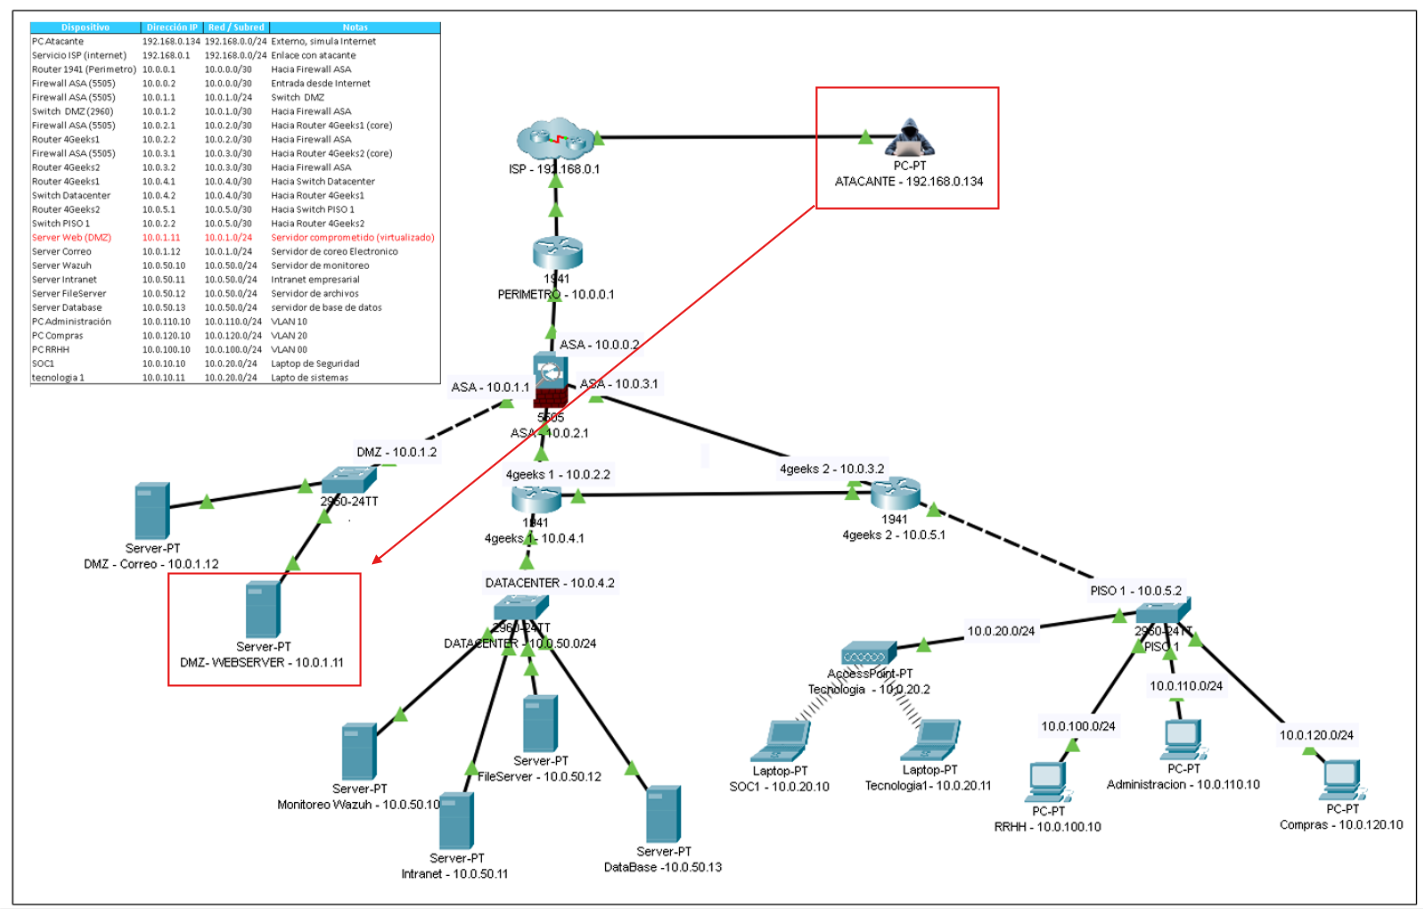 Dispositivo Dirección IP Red / Subred Notas
PC Atacante 192.168.0.134 192.168.0.0/24 Externo, simula Internet
Servicio ISP (internet) 192.168.0.1 192.168.0.0/24 Enlace con atacante
Router 1941 (Perimetro) 10.0.0.1 10.0.0.0/30 Hacia Firewall ASA
Firewall ASA (5505) 10.0.0.2 10.0.0.0/30 Entrada desde Internet
Firewall ASA (5505) 10.0.1.1 10.0.1.0/24 Switch DMZ
Switch DMZ (2960) 10.0.1.2 10.0.1.0/30 Hacia Firewall ASA
Firewall ASA (5505) 10.0.2.1 10.0.2.0/30 Hacia Router 4Geeks1 (core)
Router 4Geeks1 10.0.2.2 10.0.2.0/30 Hacia Firewall ASA
Firewall ASA (5505) 10.0.3.1 10.0.3.0/30 Hacia Router 4Geeks2 (core)
Router 4Geeks2 10.0.3.2 10.0.3.0/30 Hacia Firewall ASA
Router 4Geeks1 10.0.4.1 10.0.4.0/30 Hacia Switch Datacenter
Switch Datacenter 10.0.4.2 10.0.4.0/30 Hacia Router 4Geeks1
Router 4Geeks2 10.0.5.1 10.0.5.0/30 Hacia Switch PISO 1
Switch PISO 1 10.0.2.2 10.0.5.0/30 Hacia Router 4Geeks2
Server Web (DMZ) 10.0.1.11 10.0.1.0/24 Servidor comprometido (virtualizado)
Server Correo 10.0.1.12 10.0.1.0/24 Servidor de coreo Electronico
Server Wazuh 10.0.50.10 10.0.50.0/24 Servidor de monitoreo
Server Intranet 10.0.50.11 10.0.50.0/24 Intranet empresarial
Server FileServer 10.0.50.12 10.0.50.0/24 Servidor de archivos
Server Database 10.0.50.13 10.0.50.0/24 servidor de base de datos
PC Administración 10.0.110.10 10.0.110.0/24 VLAN 10
PC Compras 10.0.120.10 10.0.120.0/24 VLAN 20
PC RRHH 10.0.100.10 10.0.100.0/24 VLAN 00
SOC1 10.0.10.10 10.0.20.0/24 Laptop de Seguridad
tecnologia 1 10.0.10.11 10.0.20.0/24 Lapto de sistemas
ISP - 192.168.0.1
PC-PT
ATACANTE - 192.168.0.134
1941
PERIMETRO - 10.0.0.1
ASA - 10.0.0.2
ASA - 10.0.1.1
ASA - 10.0.3.1
5505
ASA - 10.0.2.1
DMZ - 10.0.1.2
2960-24TT
4geeks 1 - 10.0.2.2
1941
4geeks 1 - 10.0.4.1
4geeks 2 - 10.0.3.2
1941
4geeks 2 - 10.0.5.1
Server-PT
DMZ - Correo - 10.0.1.12
Server-PT
DMZ- WEBSERVER - 10.0.1.11
DATACENTER - 10.0.4.2
2960-24TT
DATACENTER - 10.0.50.0/24
PISO 1 - 10.0.5.2
2960-24TT
PISO 1
10.0.20.0/24
AccessPoint-PT
Tecnologia - 10.0.20.2
10.0.110.0/24
10.0.100.0/24
10.0.120.0/24
Server-PT
Monitoreo Wazuh - 10.0.50.10
Server-PT
FileServer - 10.0.50.12
Server-PT
Intranet - 10.0.50.11
Server-PT
DataBase -10.0.50.13
Laptop-PT
SOC1 - 10.0.20.10
Laptop-PT
Tecnologia1- 10.0.20.11
PC-PT
RRHH - 10.0.100.10
PC-PT
Administracion - 10.0.110.10
PC-PT
Compras - 10.0.120.10